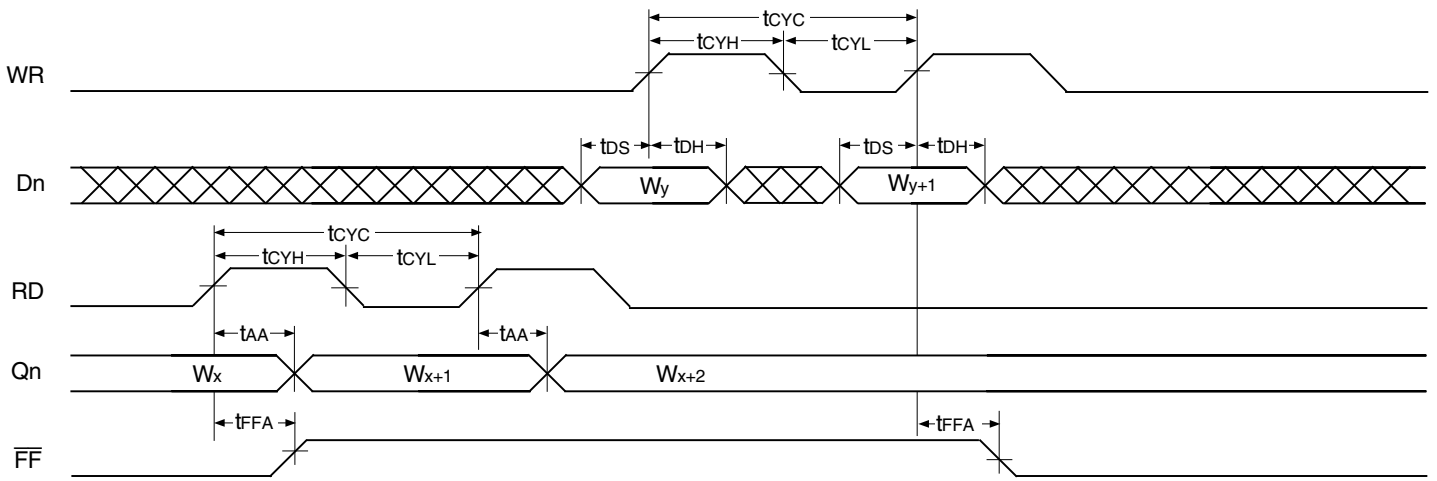 tCYC
tCYH tCYL
WR
tDS tDH tDS tDH
Dn Wy Wy+1
tCYC
tCYH tCYL
RD
tAA tAA
Qn Wx Wx+1 Wx+2
tFFA tFFA
F̅F̅